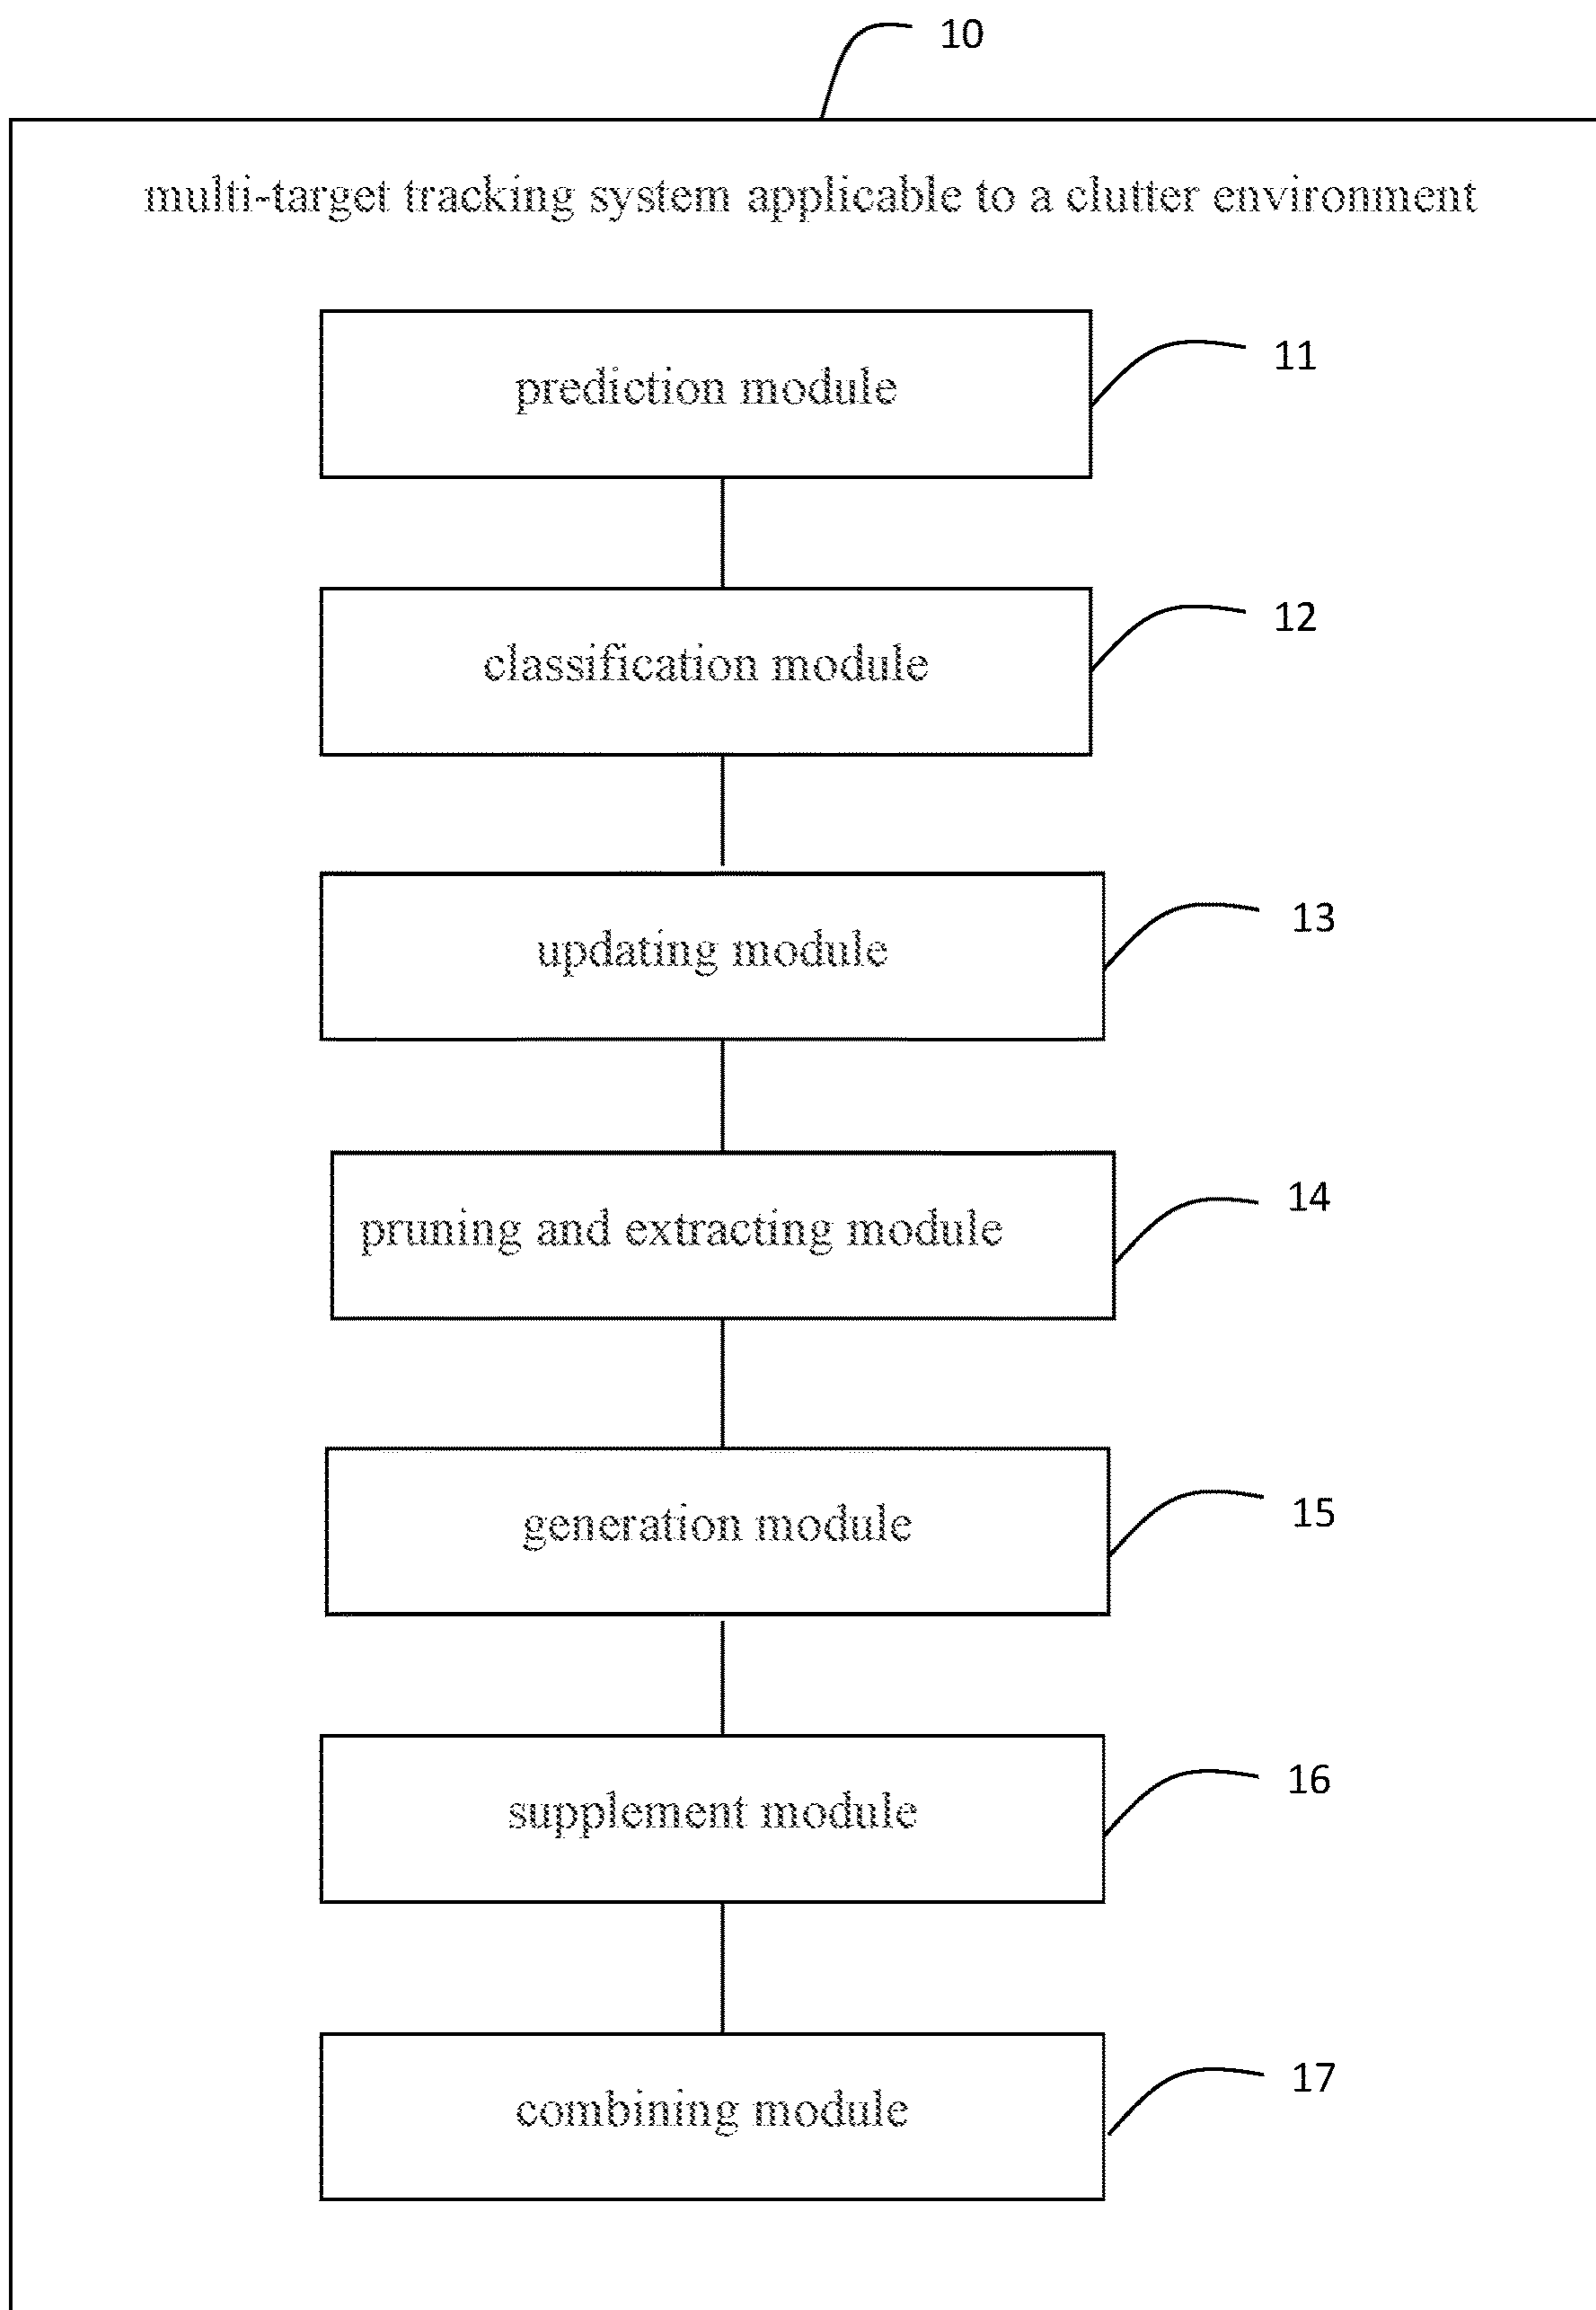 10
multi-target tracking system applicable to a clutter environment
prediction module
11
classification module
12
updating module
13
pruning and extracting module
14
generation module
15
supplement module
16
combining module
17